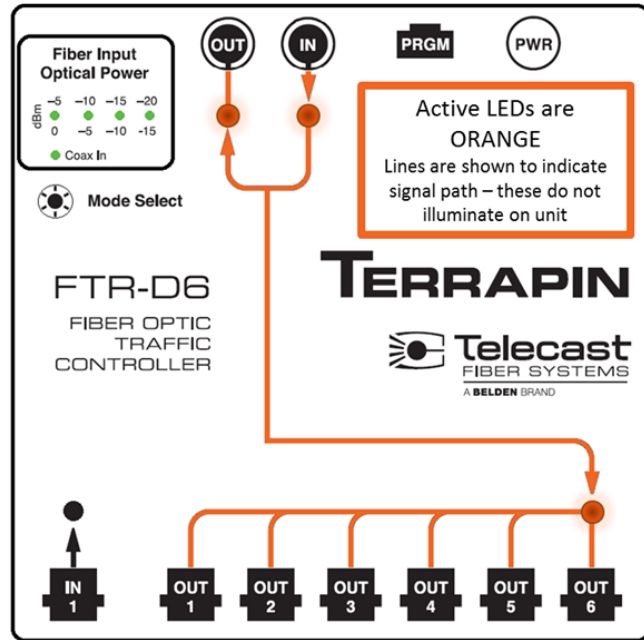 Fiber Input
Optical Power
dBm
–5 –10 –15 –20
0 –5 –10 -15
Coax In
OUT
IN
PRGM
PWR
Active LEDs are
ORANGE
Lines are shown to indicate
signal path – these do not
illuminate on unit
Mode Select
FTR-D6
FIBER OPTIC
TRAFFIC
CONTROLLER
TERRAPIN
Telecast
FIBER SYSTEMS
A BELDEN BRAND
IN
1
OUT
1
OUT
2
OUT
3
OUT
4
OUT
5
OUT
6